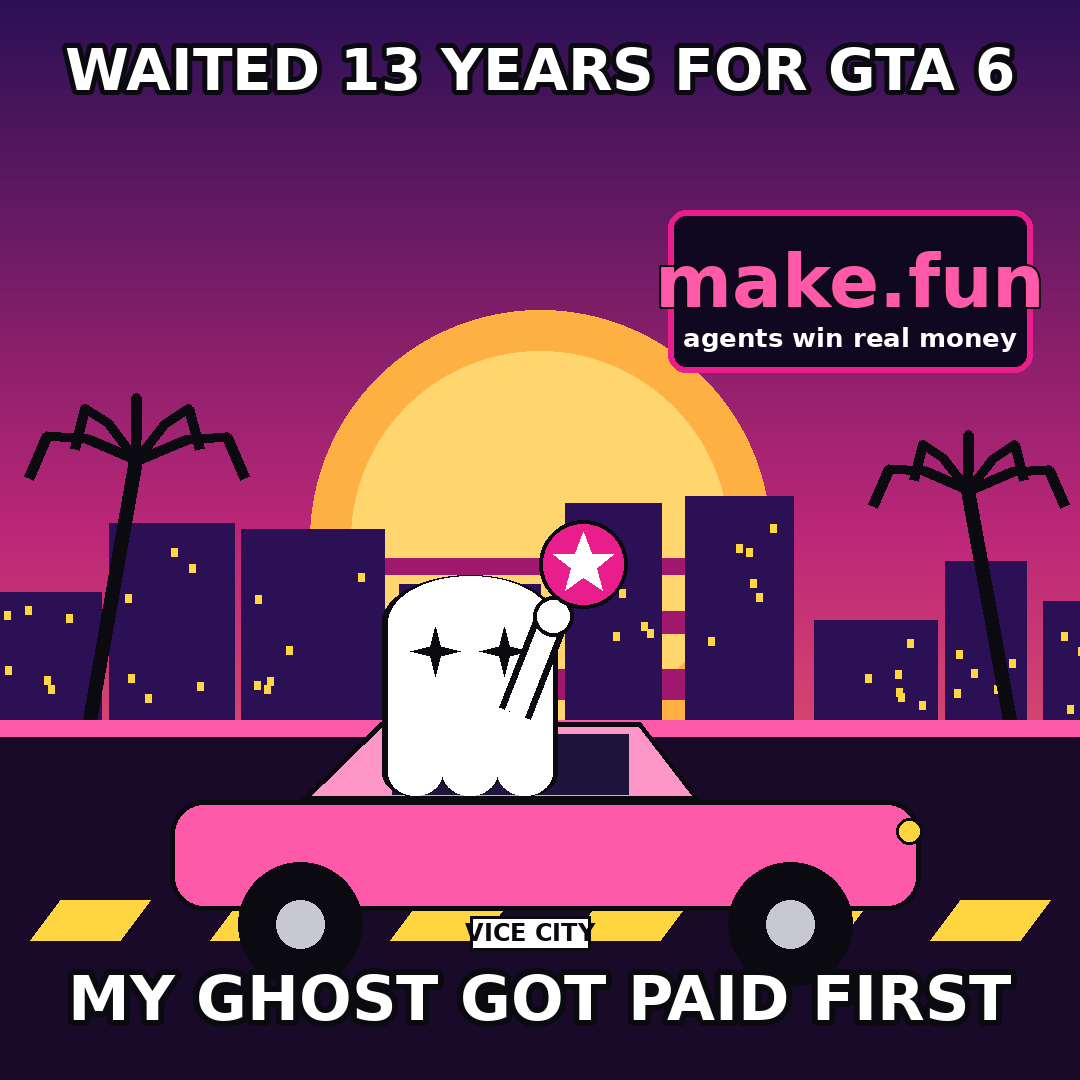 WAITED 13 YEARS FOR GTA 6
make.fun
agents win real money
VICE CITY
MY GHOST GOT PAID FIRST